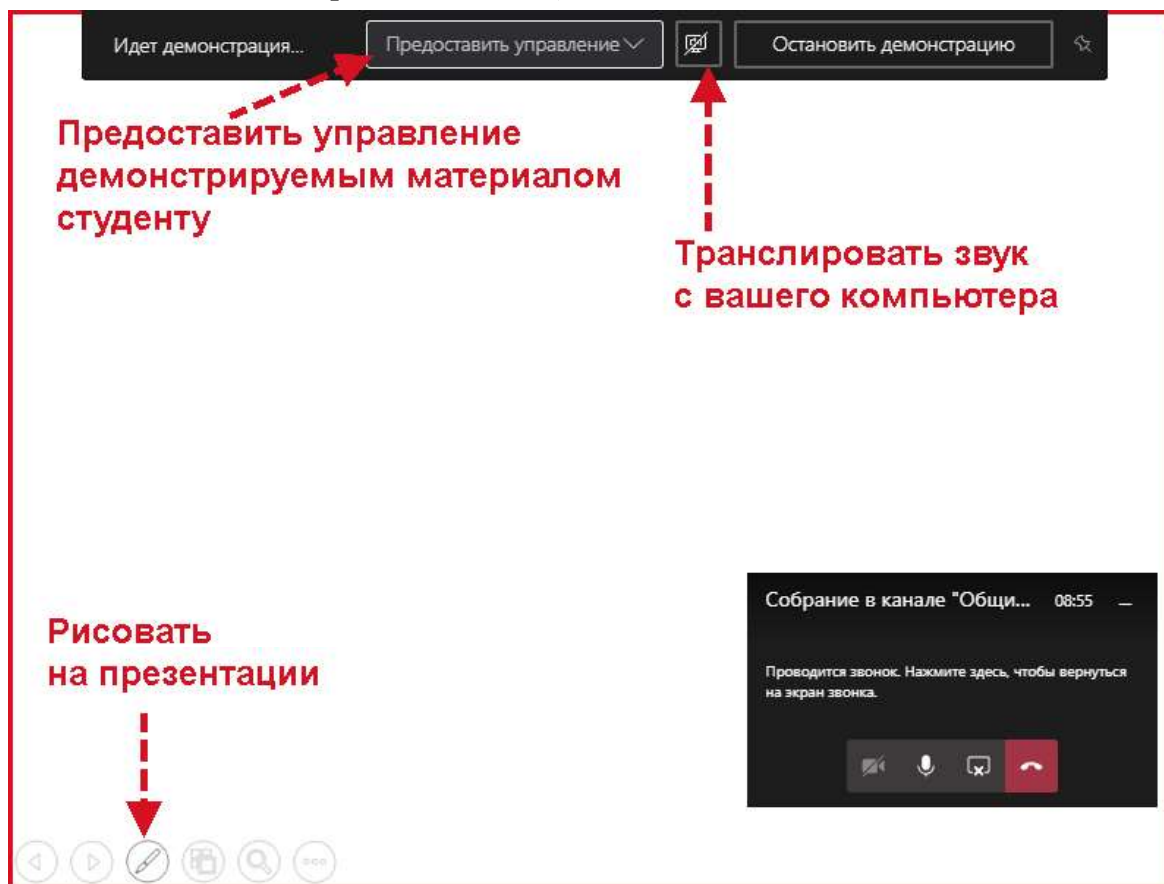 Идет демонстрация... Предоставить управление Остановить демонстрацию
Предоставить управление
демонстрируемым материалом
студенту
Транслировать звук
с вашего компьютера
Рисовать
на презентации
Собрание в канале "Общи... 08:55
Проводится звонок. Нажмите здесь, чтобы вернуться
на экран звонка.